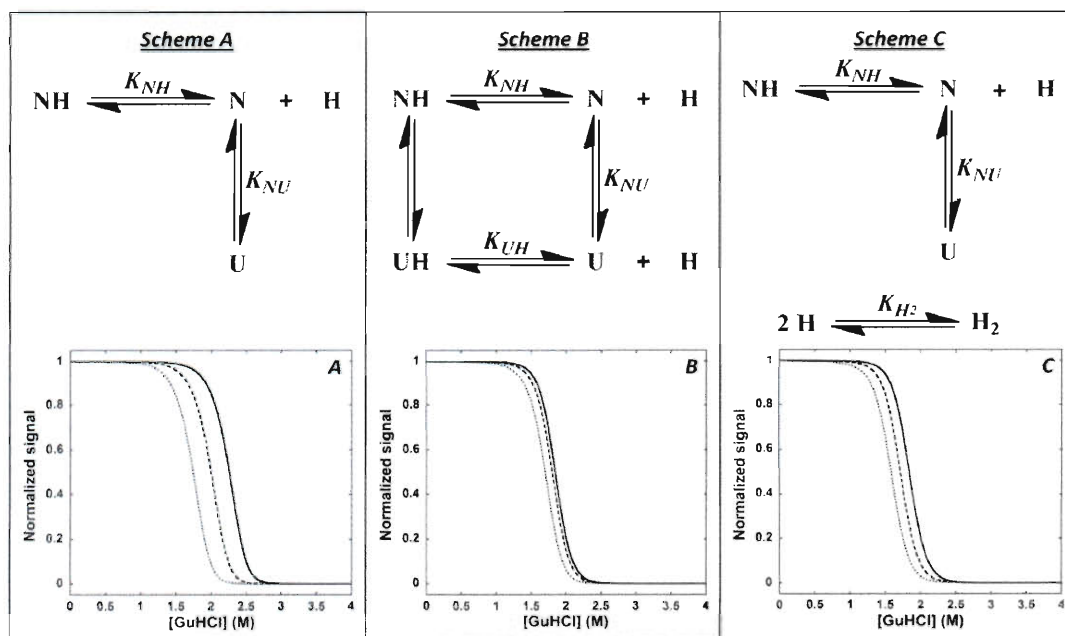 Scheme A
K_NH
NH N + H
K_NU
U
A
Normalized signal
1
0.8
0.6
0.4
0.2
0
0 0.5 1 1.5 2 2.5 3 3.5 4
[GuHCl] (M)
Scheme B
K_NH
NH N + H
K_NU
K_UH
UH U + H
B
Normalized signal
1
0.8
0.6
0.4
0.2
0
0 0.5 1 1.5 2 2.5 3 3.5 4
[GuHCl] (M)
Scheme C
K_NH
NH N + H
K_NU
U
K_H2
2 H H₂
C
Normalized signal
1
0.8
0.6
0.4
0.2
0
0 0.5 1 1.5 2 2.5 3 3.5 4
[GuHCl] (M)